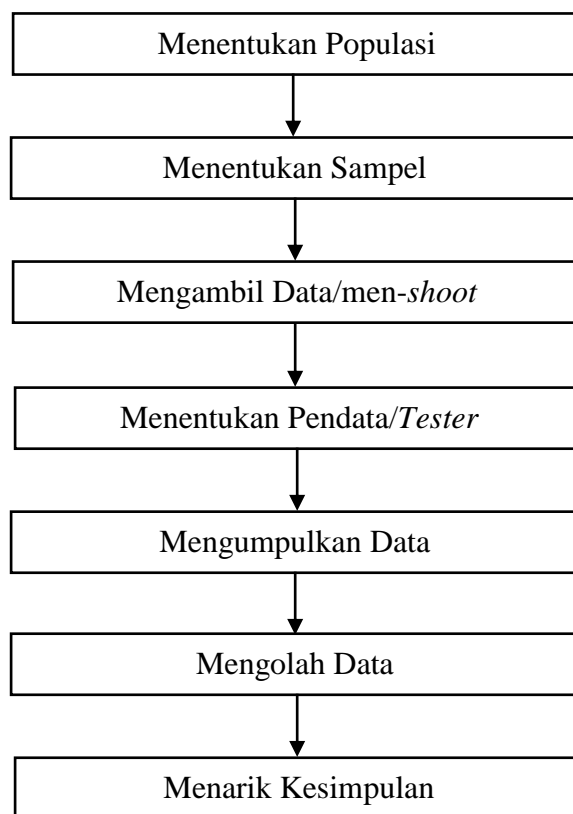 Menentukan Populasi
Menentukan Sampel
Mengambil Data/men-shoot
Menentukan Pendata/Tester
Mengumpulkan Data
Mengolah Data
Menarik Kesimpulan